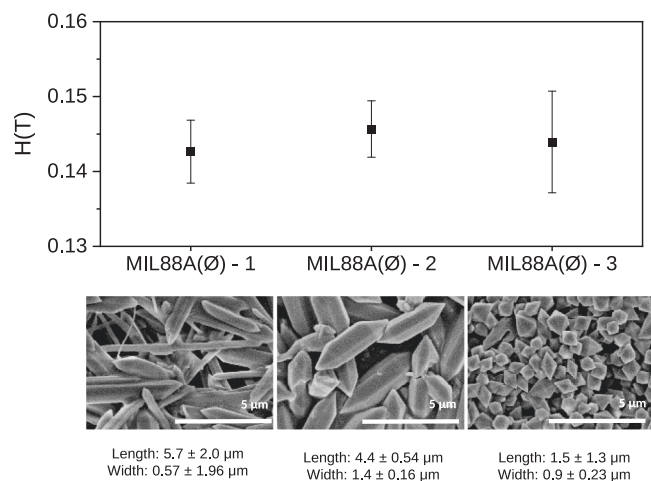 0.16
0.15
0.14
0.13
H(T)
MIL88A(Ø) - 1
MIL88A(Ø) - 2
MIL88A(Ø) - 3
5 μm
5 μm
5 μm
Length: 5.7 ± 2.0 μm
Width: 0.57 ± 1.96 μm
Length: 4.4 ± 0.54 μm
Width: 1.4 ± 0.16 μm
Length: 1.5 ± 1.3 μm
Width: 0.9 ± 0.23 μm